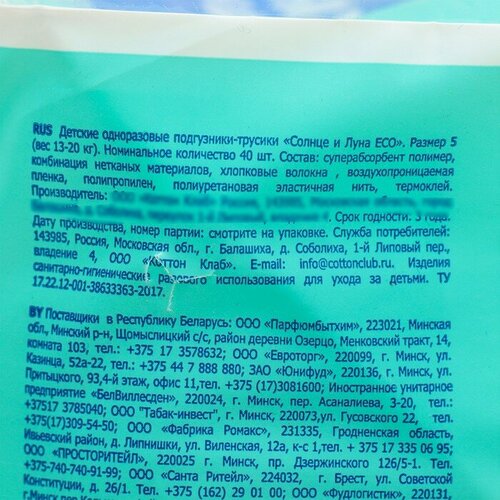 RUS Детские одноразовые подгузники-трусики «Солнце и Луна ECO». Размер 5
(вес 13-20 кг). Номинальное количество 40 шт. Состав: суперабсорбент полимер,
комбинация нетканых материалов, хлопковые волокна , воздухопроницаемая
пленка, полипропилен, полиуретановая эластичная нить, термоклей.
Производитель:
Срок годности: 3 года.
Дату производства, номер партии: смотрите на упаковке. Служба потребителей:
143985, Россия, Московская обл., г. Балашиха, д. Соболиха, 1-й Липовый пер.,
владение 4, ООО «Коттон Клаб». E-mail: info@cottonclub.ru. Изделия
санитарно-гигиенические разового использования для ухода за детьми. ТУ
17.22.12-001-38633363-2017.
BY Поставщики в Республику Беларусь: ООО «Парфюмбытхим», 223021, Минская
обл., Минский р-н, Щомыслицкий с/с, район деревни Озерцо, Менковский тракт, 14,
комната 103, тел.: +375 17 3578632; ООО «Евроторг», 220099, г. Минск, ул.
Казинца, 52а-22, тел.: +375 44 7 888 880; ЗАО «Юнифуд», 220136, г. Минск, ул.
Притыцкого, 93,4-й этаж, офис 11,тел. +375 (17)3081600; Иностранное унитарное
предприятие «БелВиллесден», 220024, г. Минск, пер. Асаналиева, 3-20, тел.:
+37517 3785040; ООО "Табак-инвест", г. Минск, 220073,ул. Гусовского 22, тел.:
+375(17)309-54-50; ООО «Фабрика Ромакс», 231335, Гродненская область,
Ивьевский район, д. Липнишки, ул. Виленская, 12а, к-с 1,тел. + 17 335 06 95;
ООО «ПРОСТОРИТЕЙЛ», 220025 г. Минск, пр. Дзержинского 126/5-1. Тел.
+375-740-740-91-99; ООО «Санта Ритейл», 224032, г. Брест, ул. Советской
Конституции, д. 26/1. Тел. +375 (162) 29 01 00; ООО «Фудлогистик»,
г.Минск